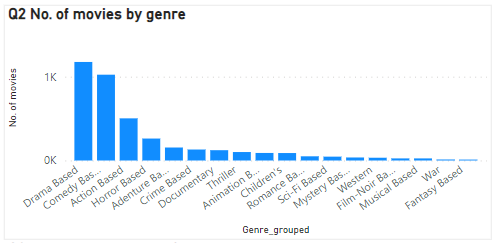 Q2 No. of movies by genre
No. of movies
1K
0K
Drama Based
Comedy Bas...
Action Based
Horror Based
Adenture Ba...
Crime Based
Documentary
Thriller
Animation B...
Children's
Romance Ba...
Sci-Fi Based
Mystery Bas...
Western
Film-Noir Ba...
Musical Based
War
Fantasy Based
Genre_grouped